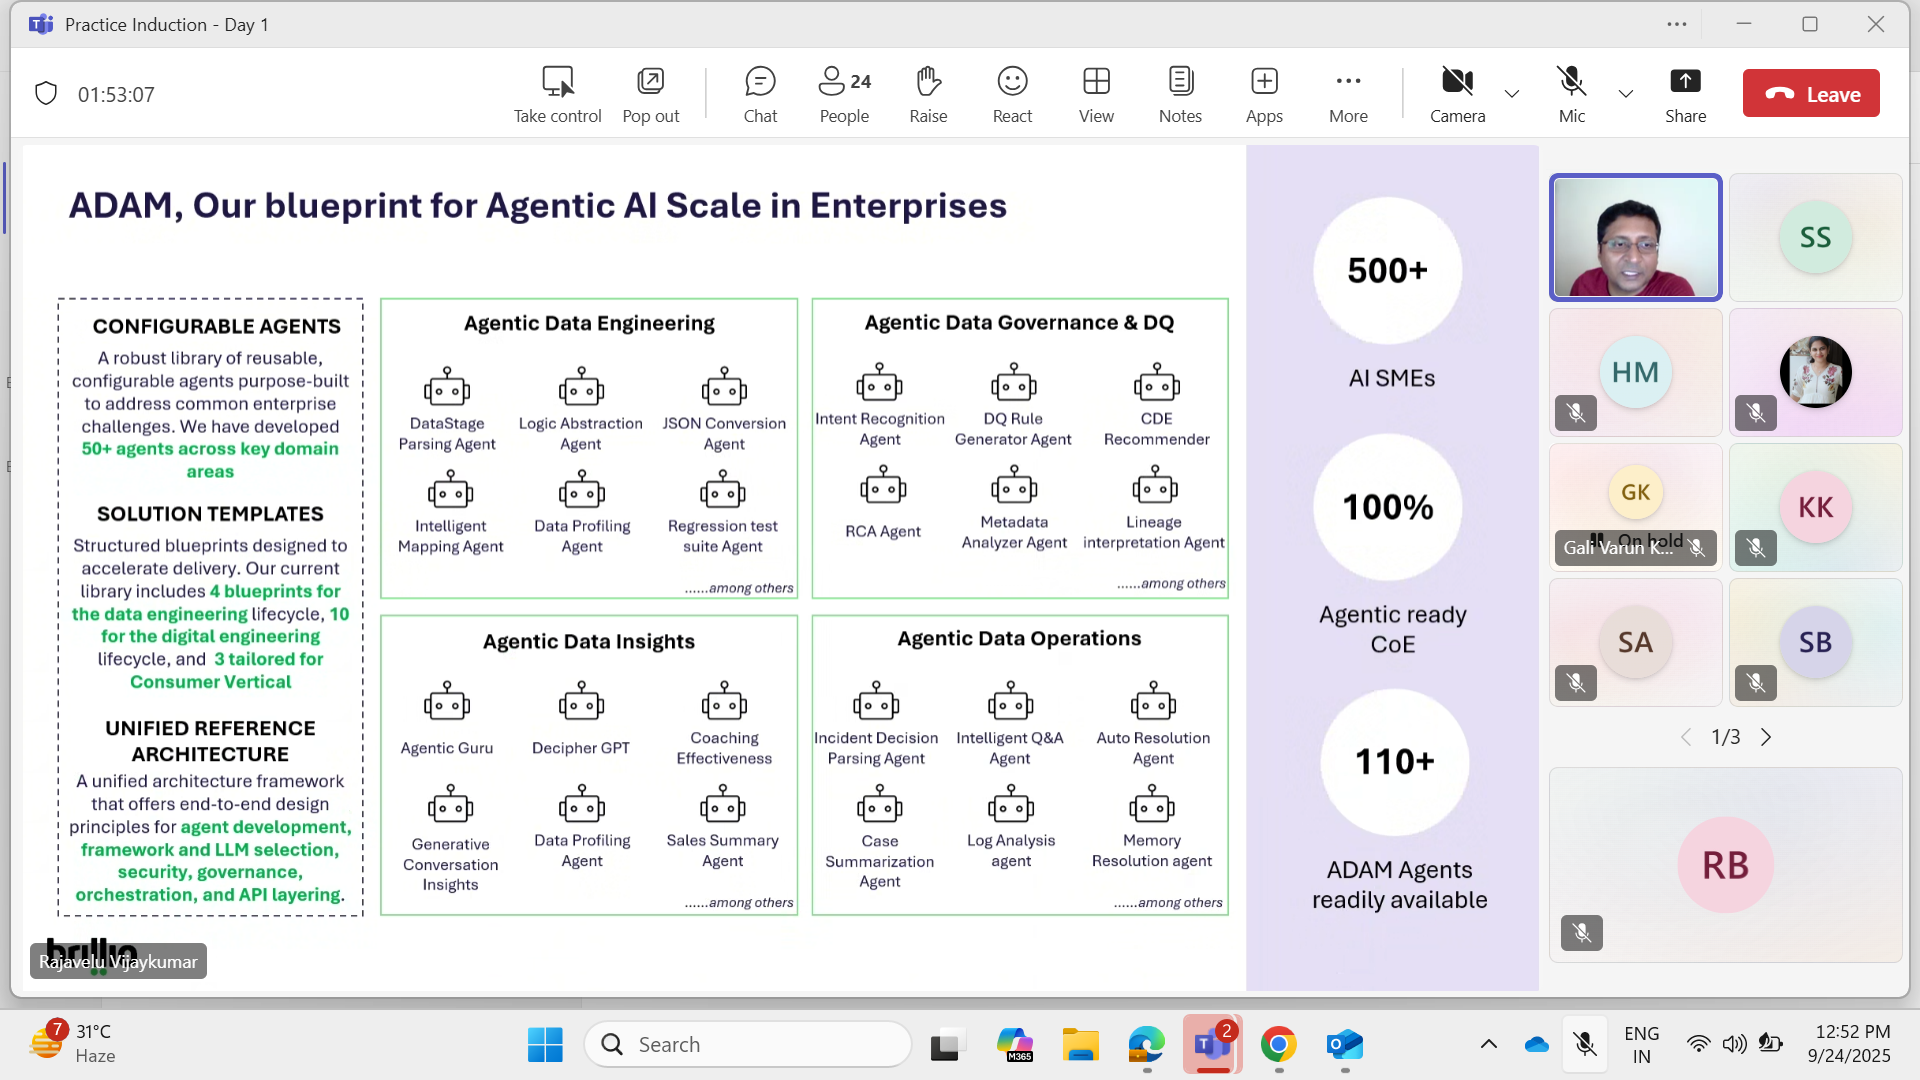 Practice Induction - Day 1
01:53:07
Take control
Pop out
Chat
24
People
Raise
React
View
Notes
Apps
More
Camera
Mic
Share
Leave
ADAM, Our blueprint for Agentic AI Scale in Enterprises
CONFIGURABLE AGENTS
A robust library of reusable,
configurable agents purpose-built
to address common enterprise
challenges. We have developed
50+ agents across key domain
areas
SOLUTION TEMPLATES
Structured blueprints designed to
accelerate delivery. Our current
library includes 4 blueprints for
the data engineering lifecycle, 10
for the digital engineering
lifecycle, and 3 tailored for
Consumer Vertical
UNIFIED REFERENCE
ARCHITECTURE
A unified architecture framework
that offers end-to-end design
principles for agent development,
framework and LLM selection,
security, governance,
orchestration, and API layering.
Agentic Data Engineering
DataStage
Parsing Agent
Logic Abstraction
Agent
JSON Conversion
Agent
Intelligent
Mapping Agent
Data Profiling
Agent
Regression test
suite Agent
......among others
Agentic Data Governance & DQ
Intent Recognition
Agent
DQ Rule
Generator Agent
CDE
Recommender
RCA Agent
Metadata
Analyzer Agent
Lineage
interpretation Agent
......among others
Agentic Data Insights
Agentic Guru
Decipher GPT
Coaching
Effectiveness
Generative
Conversation
Insights
Data Profiling
Agent
Sales Summary
Agent
......among others
Agentic Data Operations
Incident Decision
Parsing Agent
Intelligent Q&A
Agent
Auto Resolution
Agent
Case
Summarization
Agent
Log Analysis
agent
Memory
Resolution agent
......among others
500+
AI SMEs
100%
Agentic ready
CoE
110+
ADAM Agents
readily available
brillio
Rajavelu Vijaykumar
SS
HM
GK
On hold
Gali Varun K...
KK
SA
SB
1/3
RB
7
31°C
Haze
Search
M365
2
ENG
IN
12:52 PM
9/24/2025